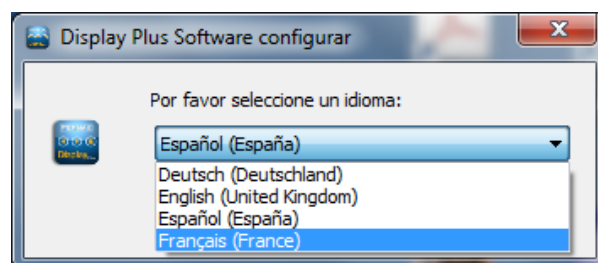 Display Plus Software configurar
Por favor seleccione un idioma:
Español (España)
Deutsch (Deutschland)
English (United Kingdom)
Español (España)
Français (France)